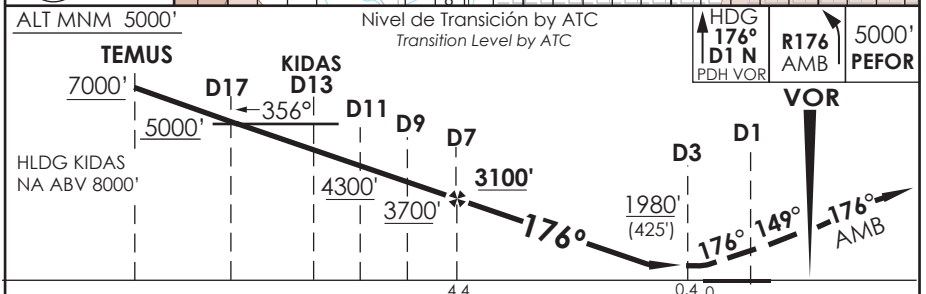 ALT MNM 5000'
Nivel de Transición by ATC
Transition Level by ATC
HDG
176°
D1 N
PDH VOR
R176
AMB
5000'
PEFOR
TEMUS
7000'
D17
KIDAS
D13
356°
5000'
D11
D9
D7
VOR
D1
D3
HLDG KIDAS
NA ABV 8000'
4300'
3700'
3100'
1980'
(425')
176°
176°
149°
176°
AMB
4.4
0.4
0